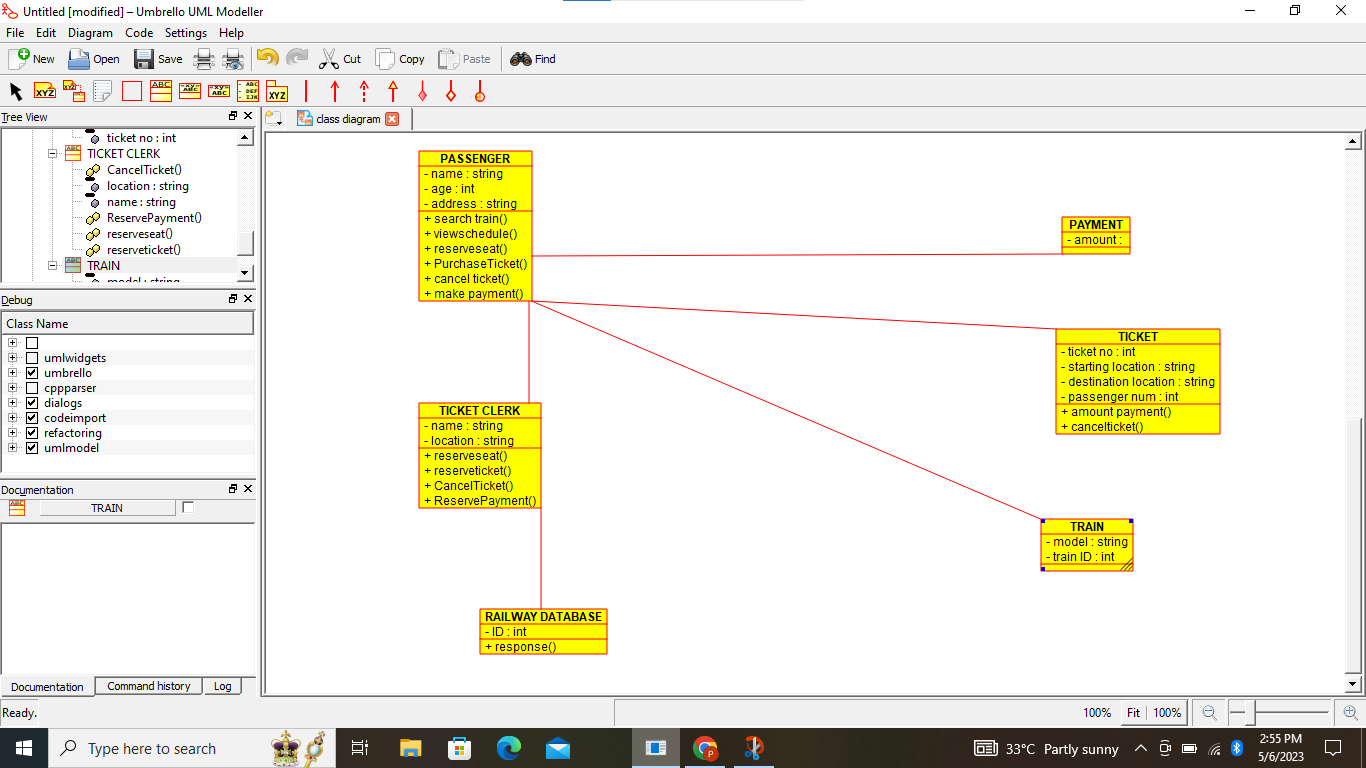 Untitled [modified] – Umbrello UML Modeller
File Edit Diagram Code Settings Help
New Open Save Cut Copy Paste Find
Tree View
class diagram
ticket no : int
TICKET CLERK
CancelTicket()
location : string
name : string
ReservePayment()
reserveseat()
reserveticket()
TRAIN
model : string
Debug
Class Name
umlwidgets
umbrello
cppparser
dialogs
codeimport
refactoring
umlmodel
Documentation
TRAIN
Documentation Command history Log
PASSENGER
- name : string
- age : int
- address : string
+ search train()
+ viewschedule()
+ reserveseat()
+ PurchaseTicket()
+ cancel ticket()
+ make payment()
PAYMENT
- amount :
TICKET
- ticket no : int
- starting location : string
- destination location : string
- passenger num : int
+ amount payment()
+ cancelticket()
TICKET CLERK
- name : string
- location : string
+ reserveseat()
+ reserveticket()
+ CancelTicket()
+ ReservePayment()
TRAIN
- model : string
- train ID : int
RAILWAY DATABASE
- ID : int
+ response()
Ready.
100% Fit 100%
Type here to search
33°C Partly sunny
2:55 PM
5/6/2023